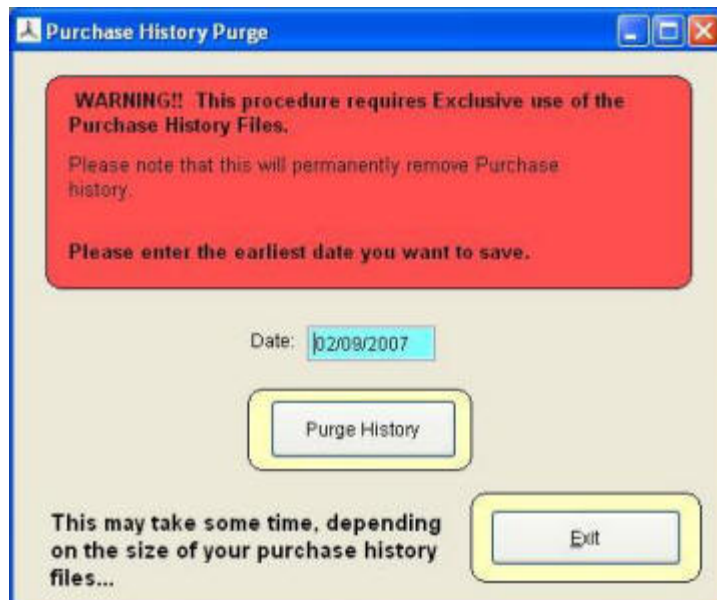 Purchase History Purge
WARNING!! This procedure requires Exclusive use of the
Purchase History Files.
Please note that this will permanently remove Purchase
history.
Please enter the earliest date you want to save.
Date: 02/09/2007
Purge History
This may take some time, depending
on the size of your purchase history
files...
Exit